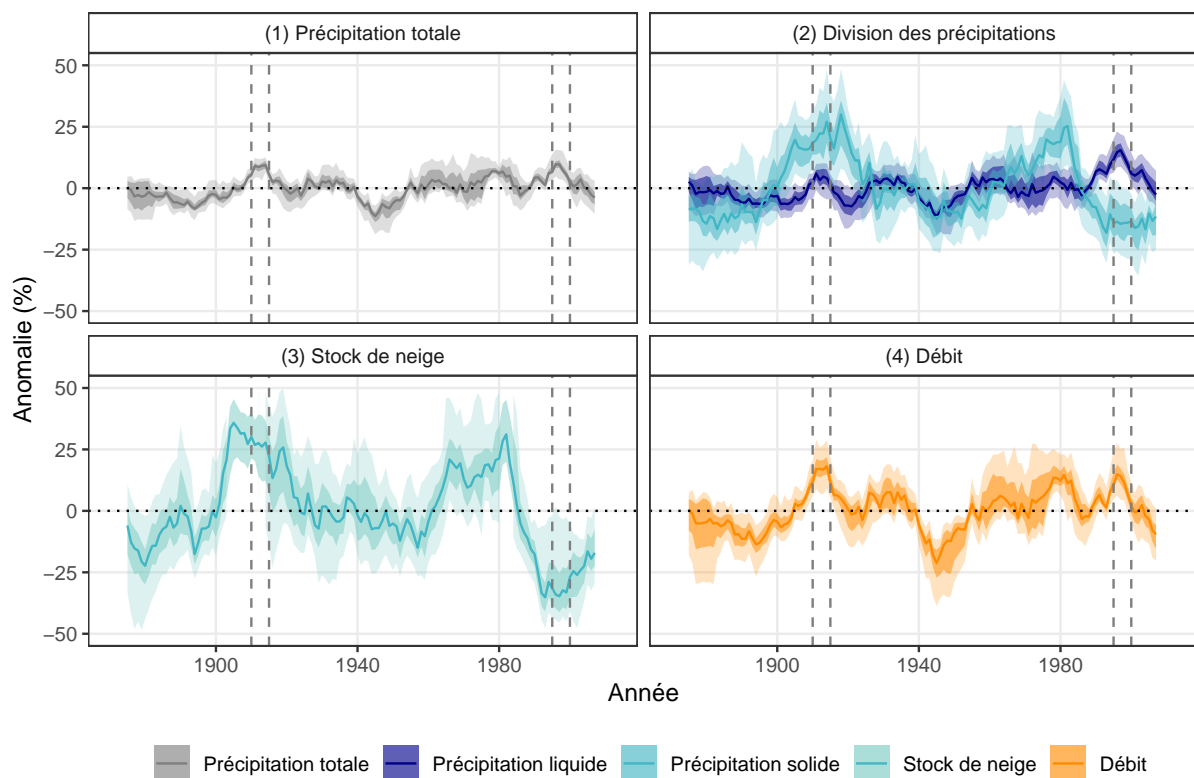 (1) Précipitation totale
(2) Division des précipitations
50
25
0
−25
−50
(3) Stock de neige
(4) Débit
50
25
0
−25
−50
Anomalie (%)
1900
1940
1980
1900
1940
1980
Année
Précipitation totale
Précipitation liquide
Précipitation solide
Stock de neige
Débit